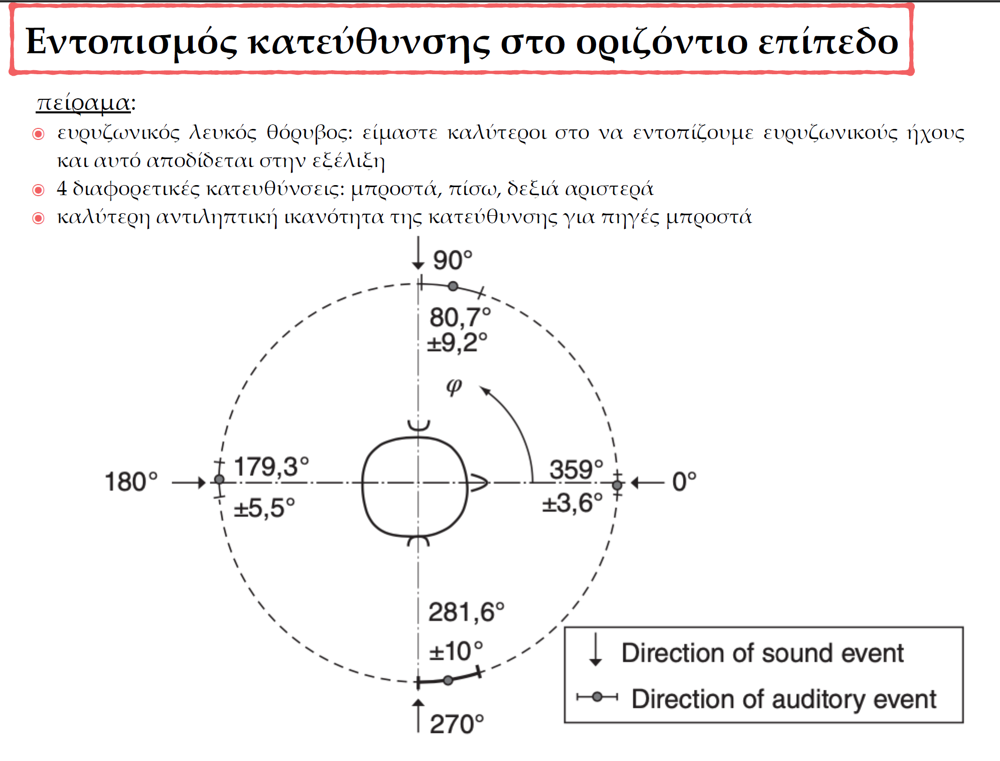 Εντοπισμός κατεύθυνσης στο οριζόντιο επίπεδο
πείραμα:
ευρυζωνικός λευκός θόρυβος: είμαστε καλύτεροι στο να εντοπίζουμε ευρυζωνικούς ήχους
και αυτό αποδίδεται στην εξέλιξη
4 διαφορετικές κατευθύνσεις: μπροστά, πίσω, δεξιά αριστερά
καλύτερη αντιληπτική ικανότητα της κατεύθυνσης για πηγές μπροστά
90°
80,7°
±9,2°
φ
179,3°
359°
180°
0°
±5,5°
±3,6°
281,6°
±10°
270°
Direction of sound event
Direction of auditory event